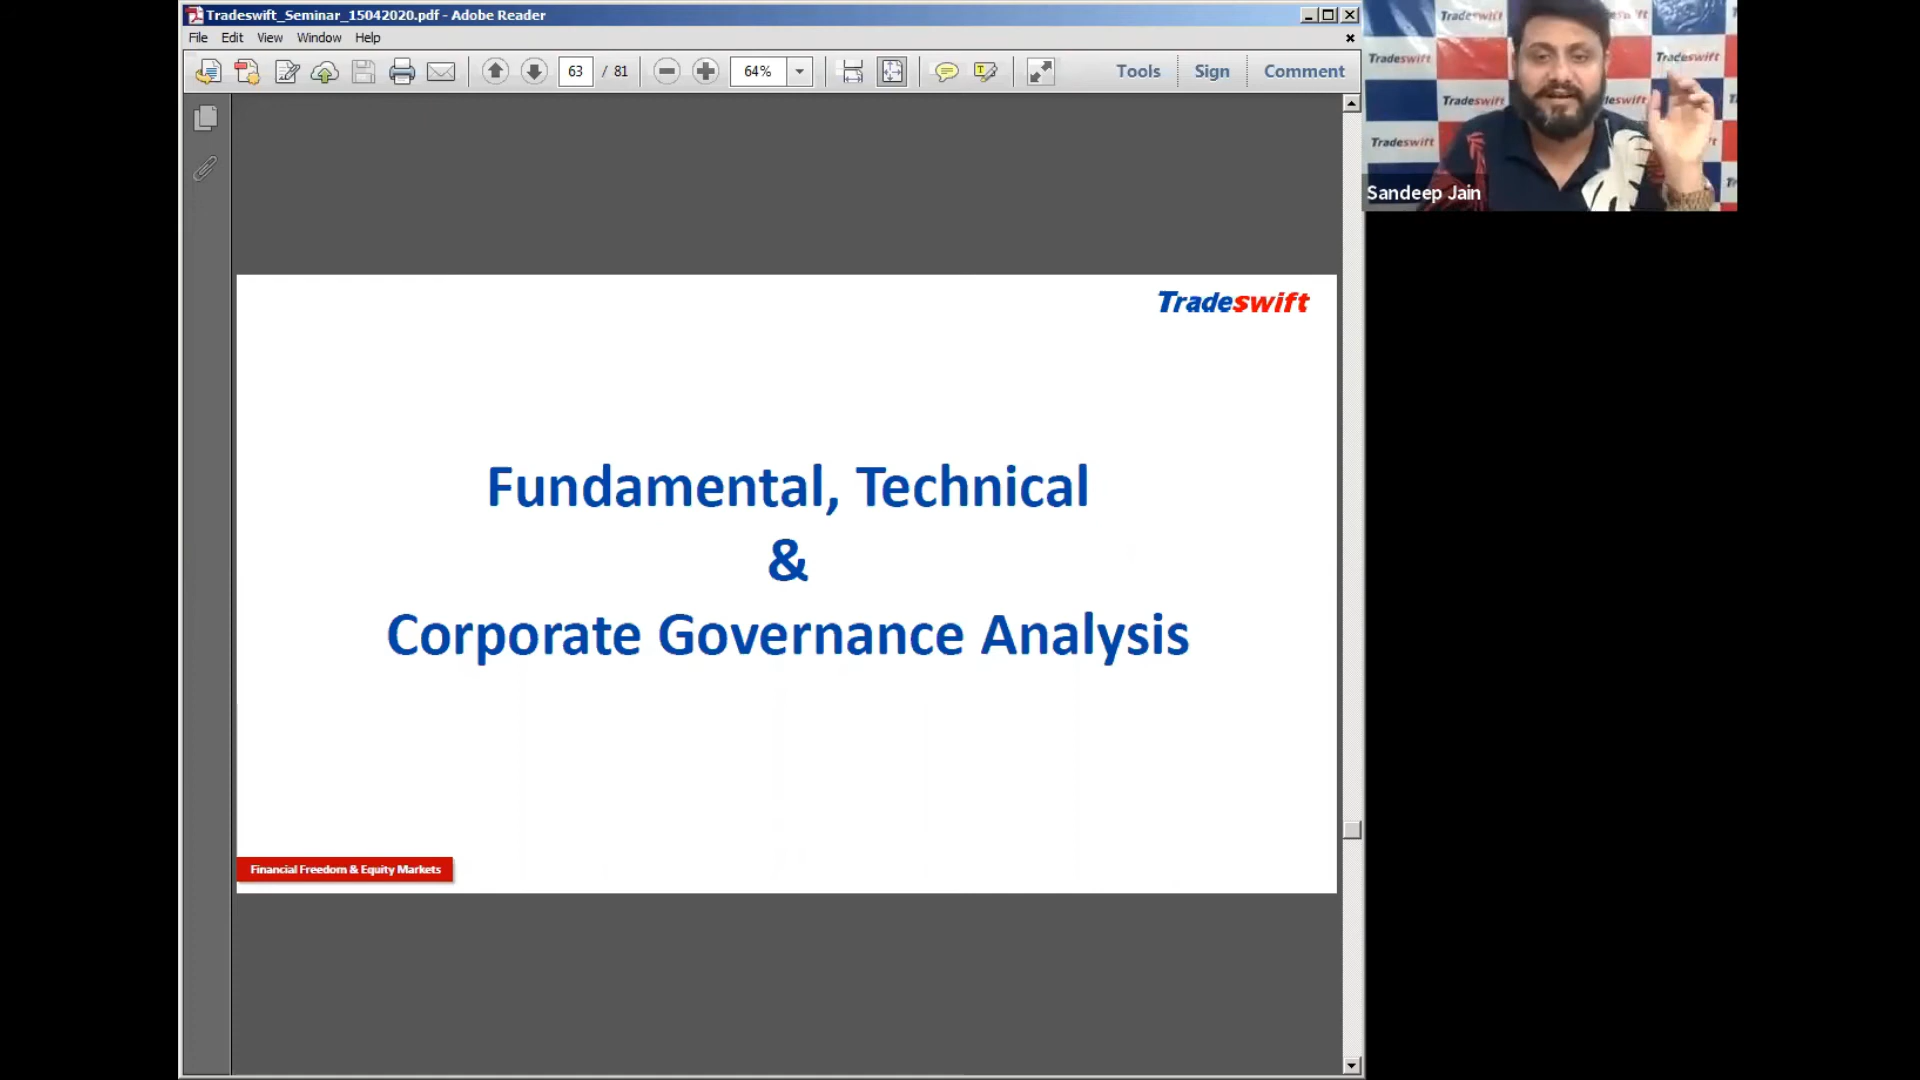 Tradeswift_Seminar_15042020.pdf - Adobe Reader
File Edit View Window Help
63 / 81 64% Tools Sign Comment
Tradeswift
Fundamental, Technical
&
Corporate Governance Analysis
Financial Freedom & Equity Markets
Tradeswift
Tradeswift Tradeswift
Tradeswift
Tradeswift
Sandeep Jain